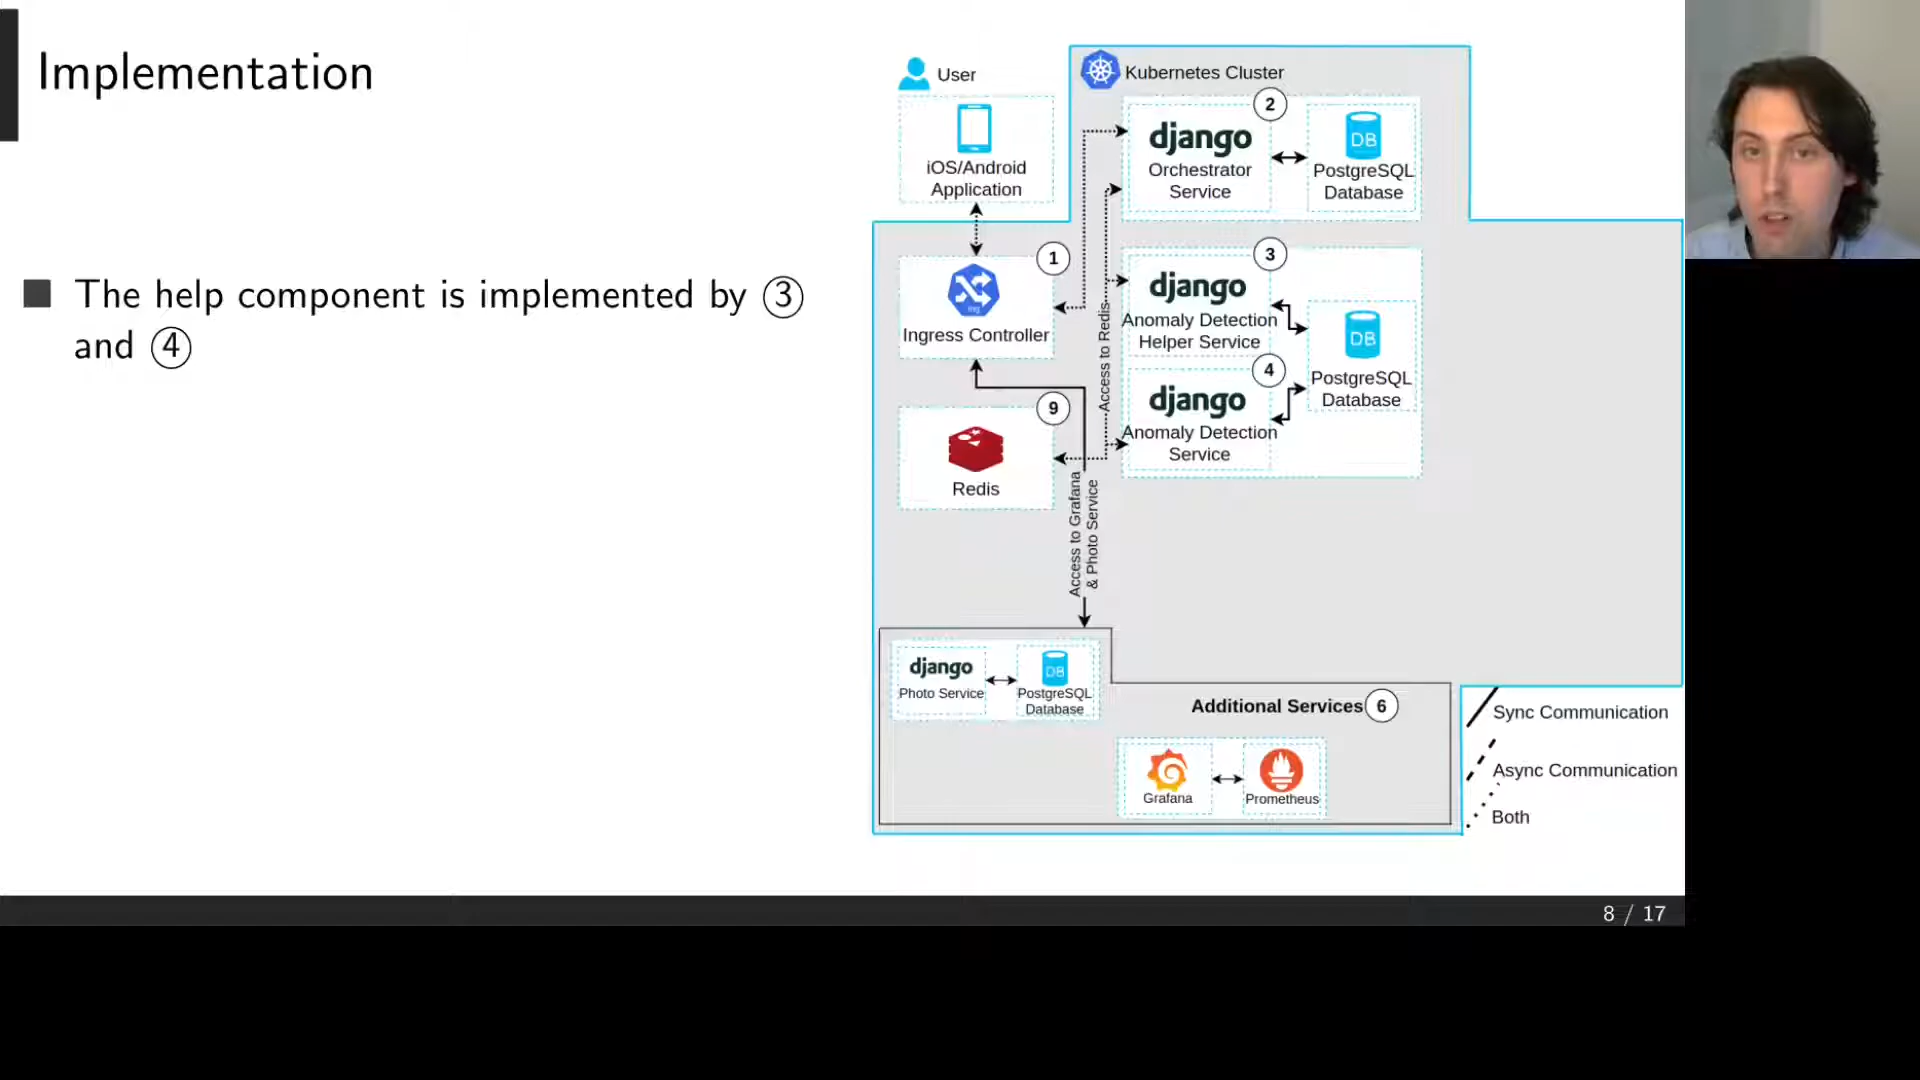 Implementation
The help component is implemented by ③
and ④
User
iOS/Android
Application
Kubernetes Cluster
2
django
Orchestrator
Service
DB
PostgreSQL
Database
1
Ingress Controller
3
django
Anomaly Detection
Helper Service
DB
PostgreSQL
Database
4
django
Anomaly Detection
Service
Access to Redis
9
Redis
Access to Grafana
& Photo Service
django
Photo Service
DB
PostgreSQL
Database
Additional Services 6
Grafana
Prometheus
Sync Communication
Async Communication
Both
8 / 17